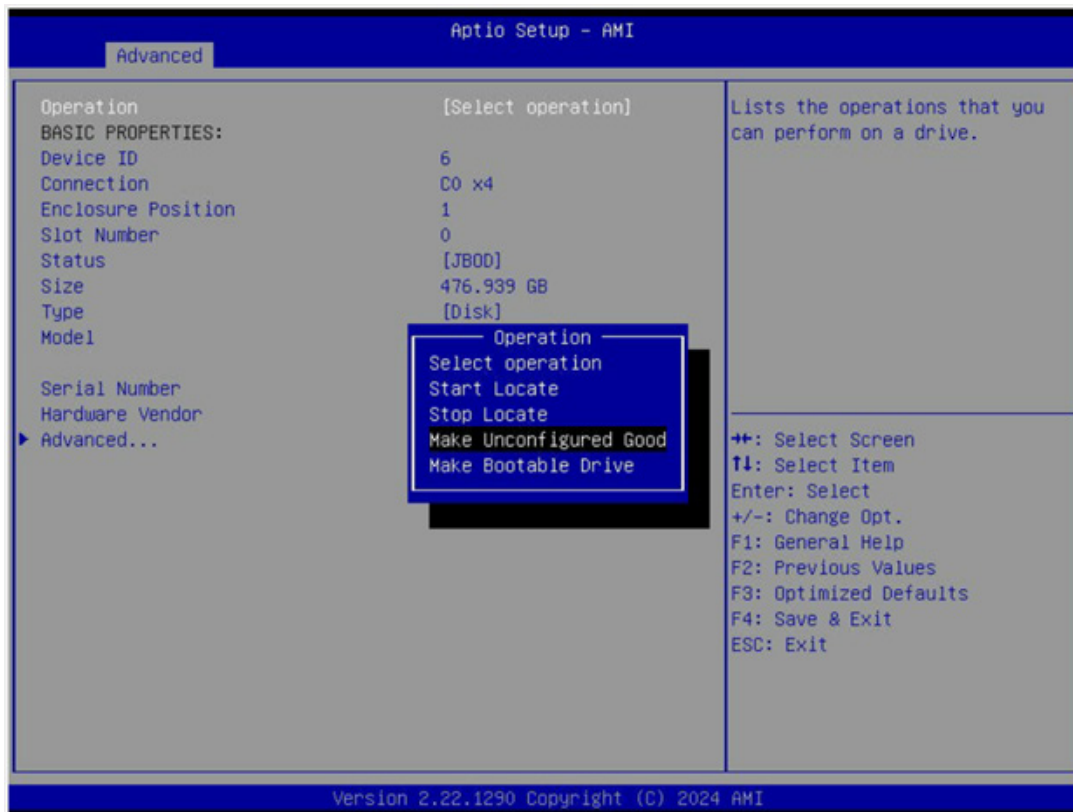 Aptio Setup - AMI
Advanced
Operation [Select operation]
BASIC PROPERTIES:
Device ID 6
Connection C0 x4
Enclosure Position 1
Slot Number 0
Status [JBOD]
Size 476.939 GB
Type [Disk]
Model
Serial Number
Hardware Vendor
Advanced...
Operation
Select operation
Start Locate
Stop Locate
Make Unconfigured Good
Make Bootable Drive
Lists the operations that you
can perform on a drive.
→←: Select Screen
↑↓: Select Item
Enter: Select
+/-: Change Opt.
F1: General Help
F2: Previous Values
F3: Optimized Defaults
F4: Save & Exit
ESC: Exit
Version 2.22.1290 Copyright (C) 2024 AMI